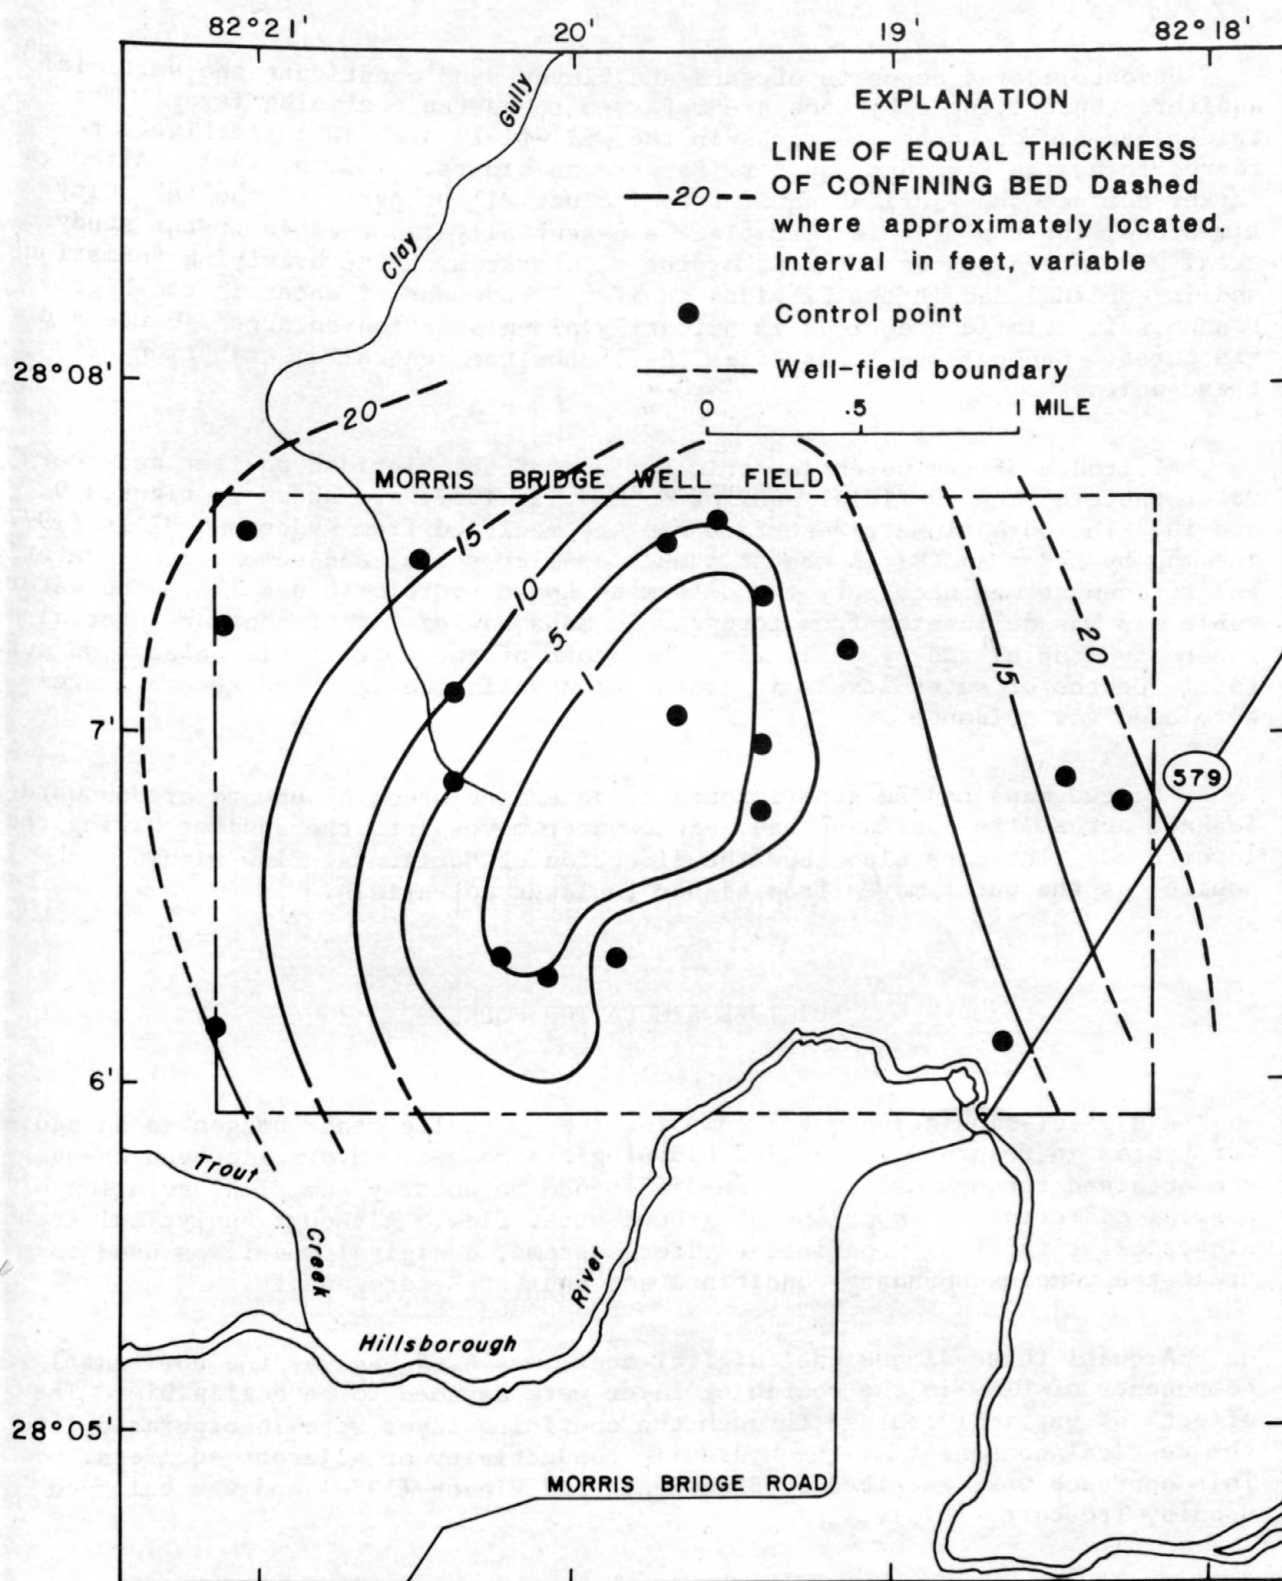 82°21' 20' 19' 82°18'
EXPLANATION
LINE OF EQUAL THICKNESS
—20 – – OF CONFINING BED Dashed
where approximately located.
Interval in feet, variable
Control point
Well-field boundary
0 .5 1 MILE
Gully
Clay
28°08'
20
MORRIS BRIDGE WELL FIELD
15
10
5
1
20
15
7'
579
6'
Trout
Creek
River
Hillsborough
28°05'
MORRIS BRIDGE ROAD